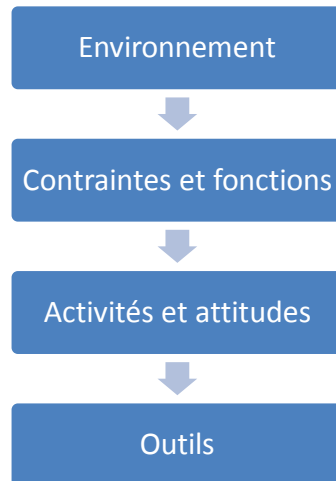 Environnement
Contraintes et fonctions
Activités et attitudes
Outils